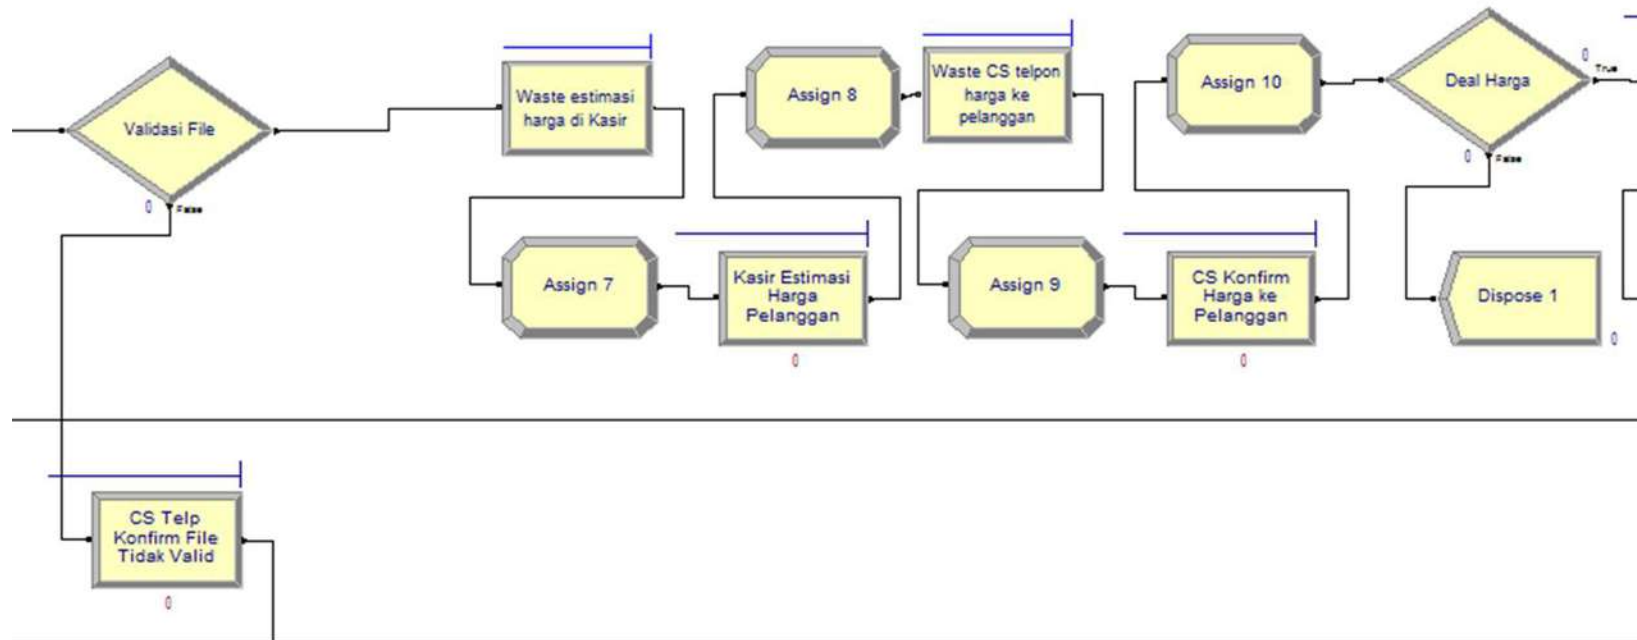 Validasi File
0
False
Waste estimasi
harga di Kasir
Assign 7
Kasir Estimasi
Harga
Pelanggan
0
Assign 8
Waste CS telpon
harga ke
pelanggan
Assign 9
CS Konfirm
Harga ke
Pelanggan
0
Assign 10
Deal Harga
0
True
0
False
Dispose 1
0
CS Telp
Konfirm File
Tidak Valid
0